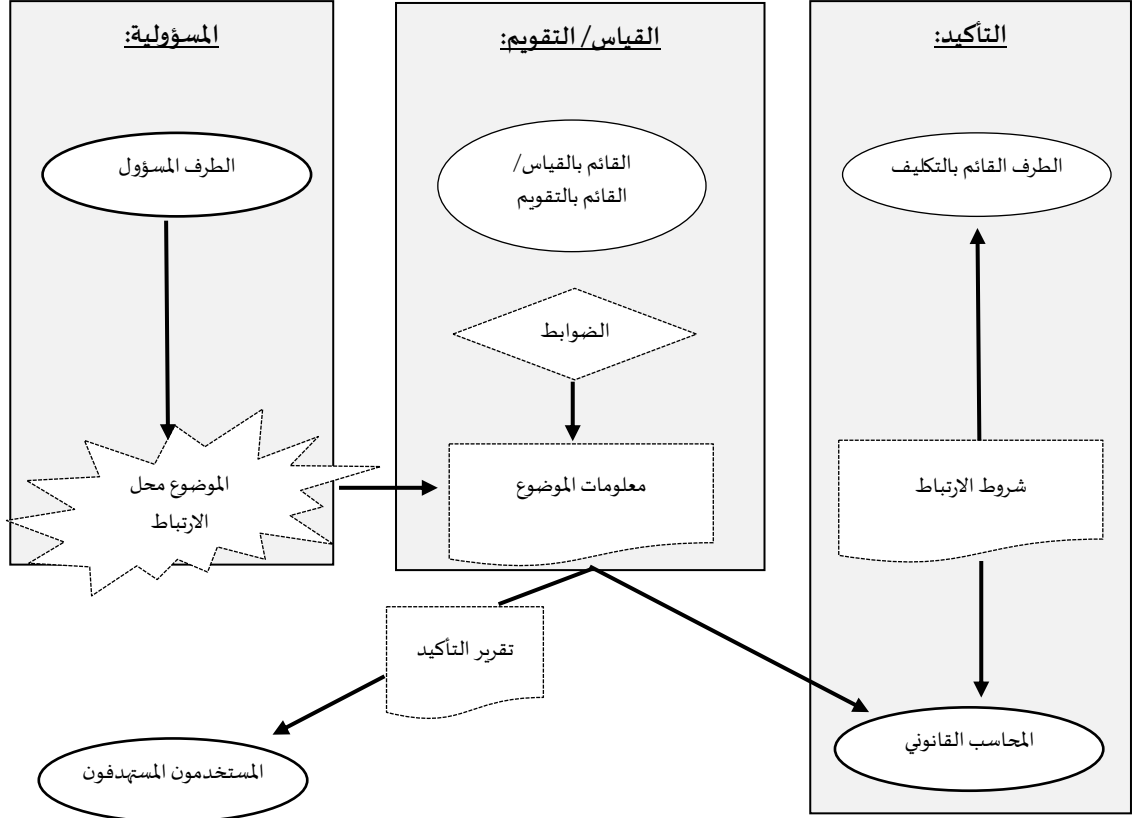 التأكيد:
القياس/ التقويم:
المسؤولية:
الطرف القائم بالتكليف
القائم بالقياس/
القائم بالتقويم
الطرف المسؤول
الضوابط
شروط الارتباط
معلومات الموضوع
الموضوع محل
الارتباط
تقرير التأكيد
المحاسب القانوني
المستخدمون المستهدفون